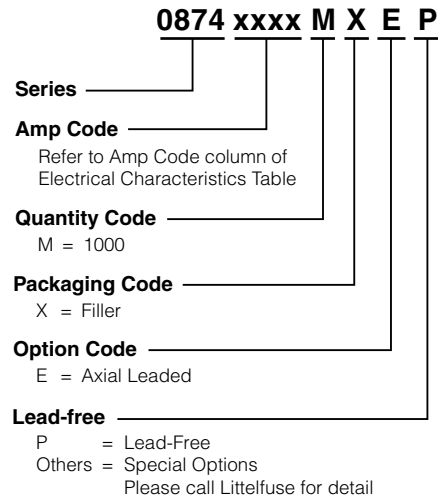 0874 xxxx M X E P
Series
Amp Code
Refer to Amp Code column of
Electrical Characteristics Table
Quantity Code
M = 1000
Packaging Code
X = Filler
Option Code
E = Axial Leaded
Lead-free
P = Lead-Free
Others = Special Options
Please call Littelfuse for detail